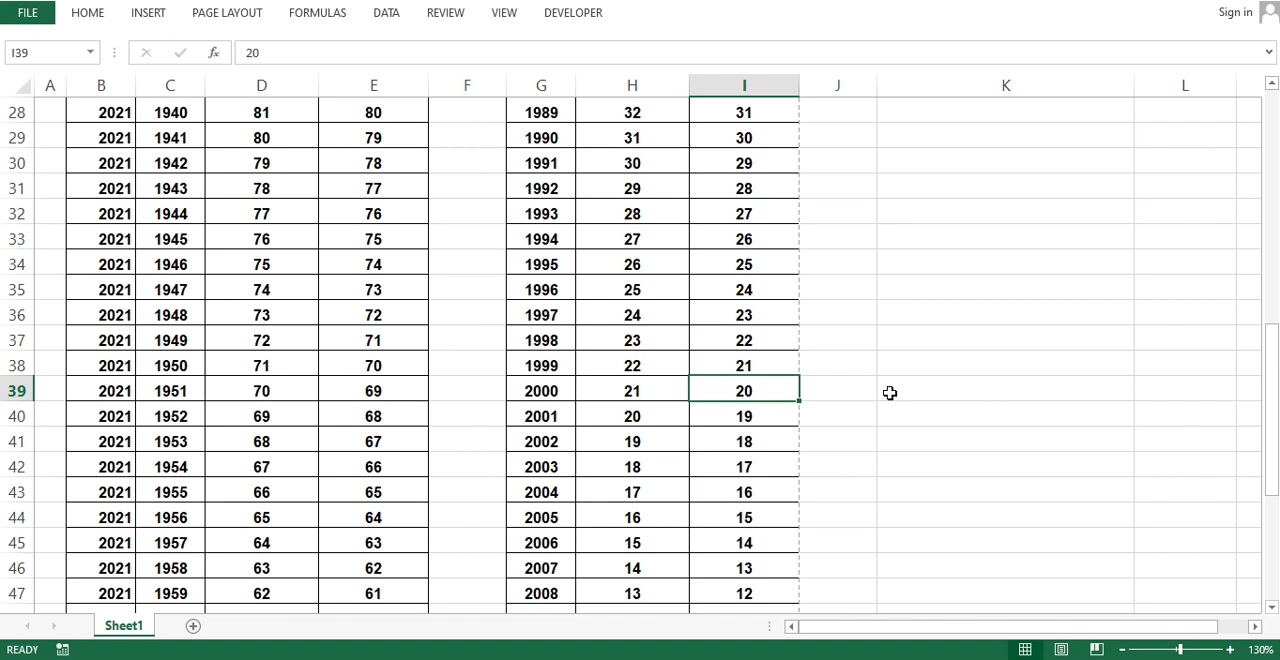 FILE HOME INSERT PAGE LAYOUT FORMULAS DATA REVIEW VIEW DEVELOPER Sign in
I39 fx 20
A B C D E F G H I J K L
28 2021 1940 81 80 1989 32 31
29 2021 1941 80 79 1990 31 30
30 2021 1942 79 78 1991 30 29
31 2021 1943 78 77 1992 29 28
32 2021 1944 77 76 1993 28 27
33 2021 1945 76 75 1994 27 26
34 2021 1946 75 74 1995 26 25
35 2021 1947 74 73 1996 25 24
36 2021 1948 73 72 1997 24 23
37 2021 1949 72 71 1998 23 22
38 2021 1950 71 70 1999 22 21
39 2021 1951 70 69 2000 21 20
40 2021 1952 69 68 2001 20 19
41 2021 1953 68 67 2002 19 18
42 2021 1954 67 66 2003 18 17
43 2021 1955 66 65 2004 17 16
44 2021 1956 65 64 2005 16 15
45 2021 1957 64 63 2006 15 14
46 2021 1958 63 62 2007 14 13
47 2021 1959 62 61 2008 13 12
Sheet1
READY 130%